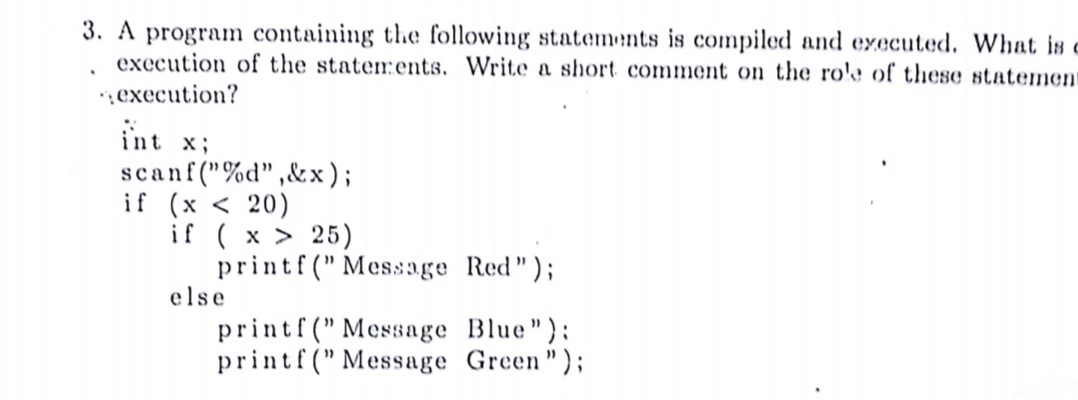 3. A program containing the following statements is compiled and executed. What is
execution of the statements. Write a short comment on the role of these statemen
execution?
int x;
scanf("%d",&x);
if (x < 20)
if ( x > 25)
printf("Message Red");
else
printf("Message Blue");
printf("Message Green");